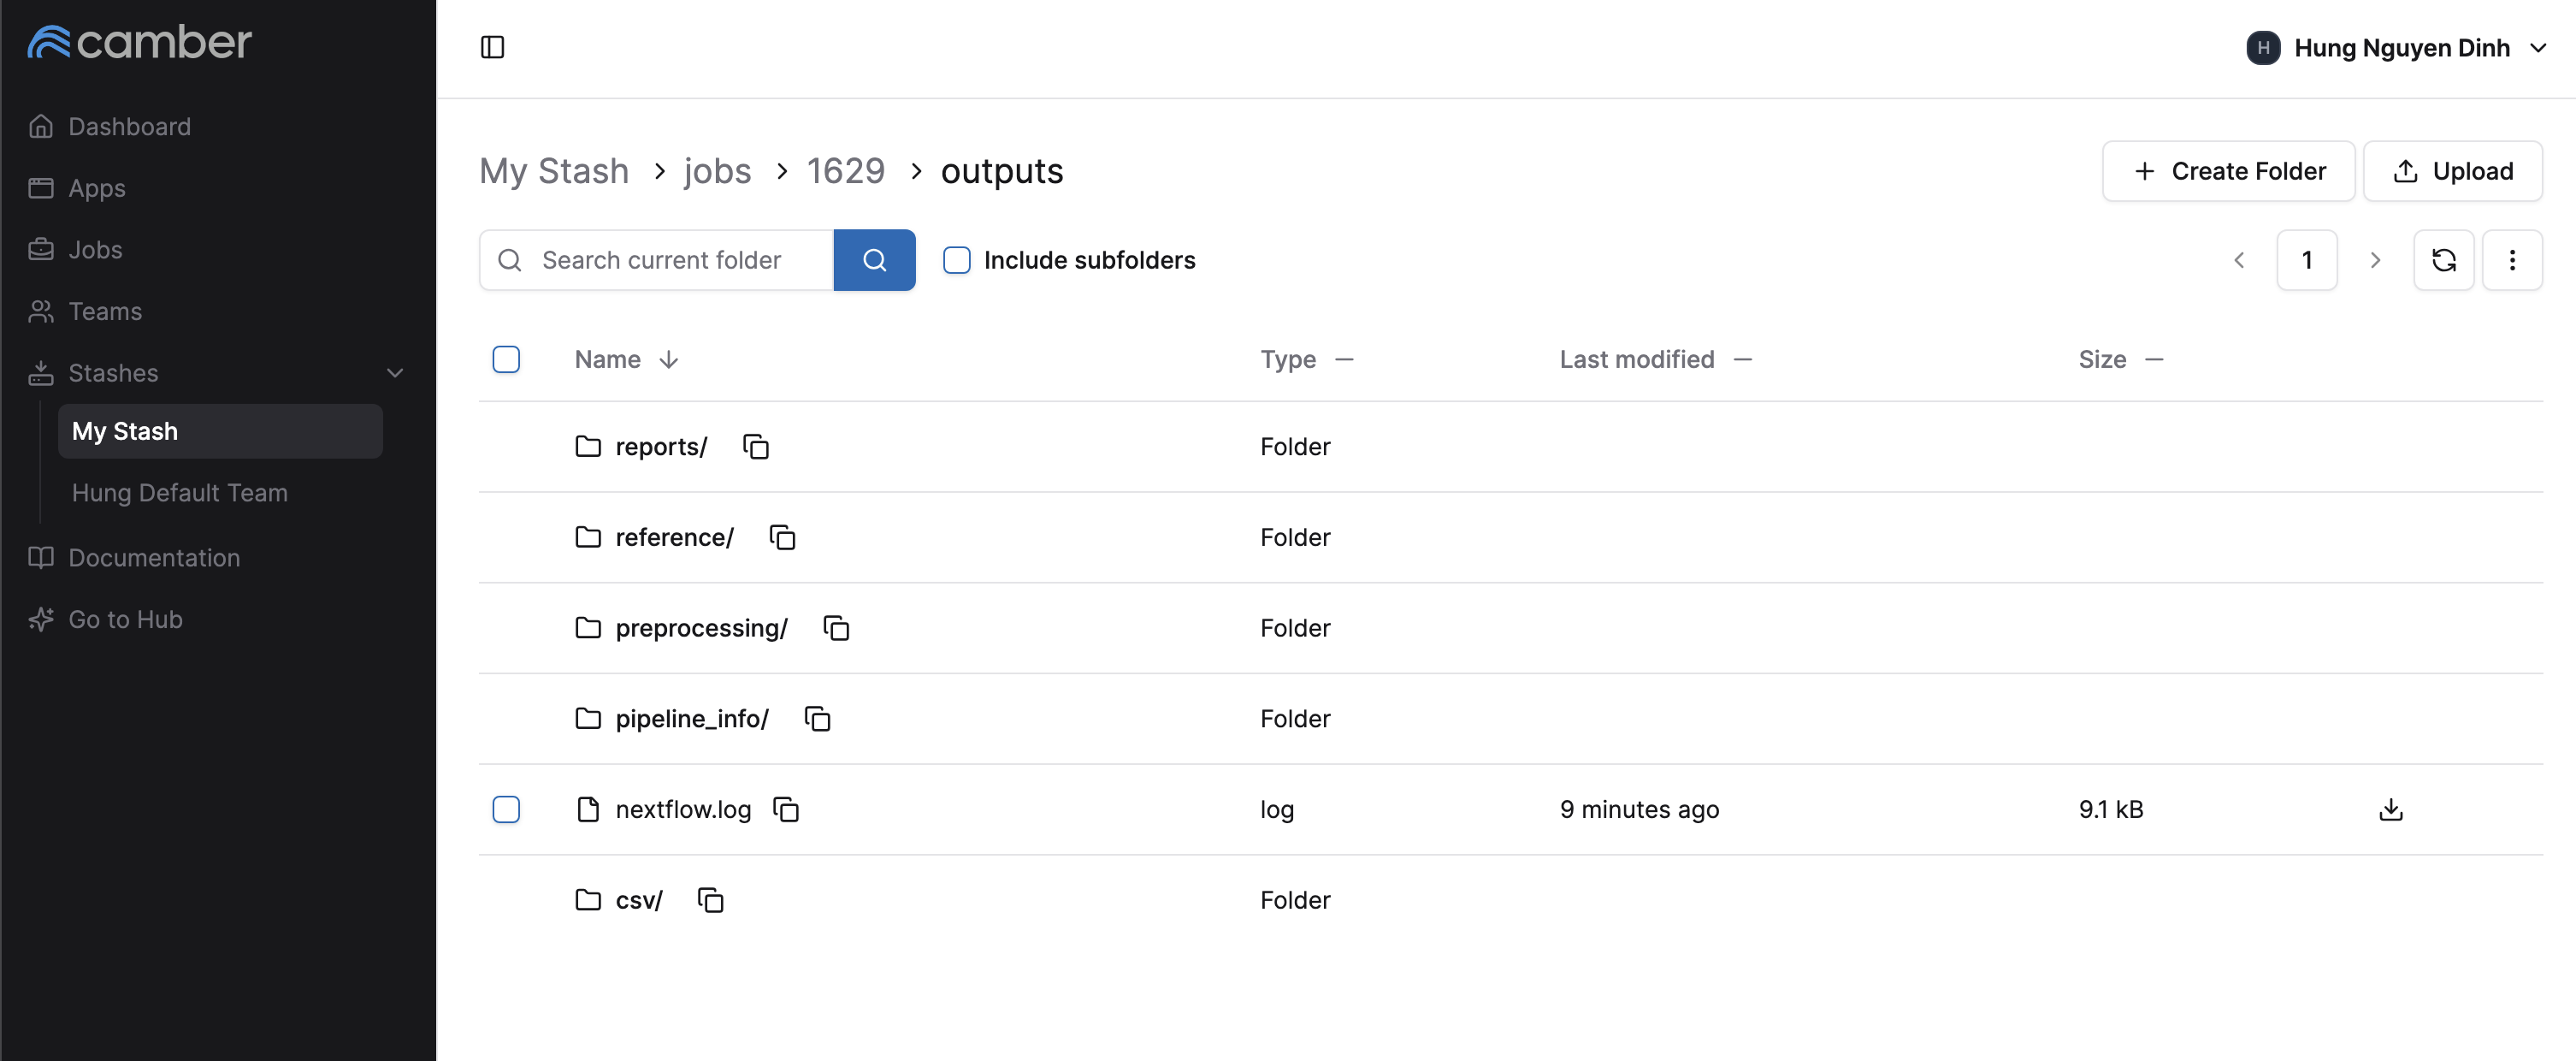 camber
Dashboard
Apps
Jobs
Teams
Stashes
My Stash
Hung Default Team
Documentation
Go to Hub
H Hung Nguyen Dinh
My Stash > jobs > 1629 > outputs
+ Create Folder
Upload
Search current folder
Include subfolders
1
Name Type Last modified Size
reports/ Folder
reference/ Folder
preprocessing/ Folder
pipeline_info/ Folder
nextflow.log log 9 minutes ago 9.1 kB
csv/ Folder